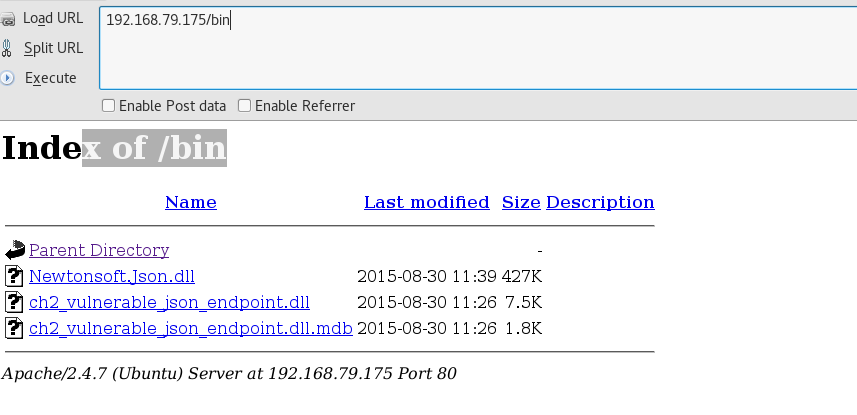 Load URL
192.168.79.175/bin
Split URL
Execute
Enable Post data Enable Referrer
Index of /bin
Name Last modified Size Description
Parent Directory -
Newtonsoft.Json.dll 2015-08-30 11:39 427K
ch2_vulnerable_json_endpoint.dll 2015-08-30 11:26 7.5K
ch2_vulnerable_json_endpoint.dll.mdb 2015-08-30 11:26 1.8K
Apache/2.4.7 (Ubuntu) Server at 192.168.79.175 Port 80